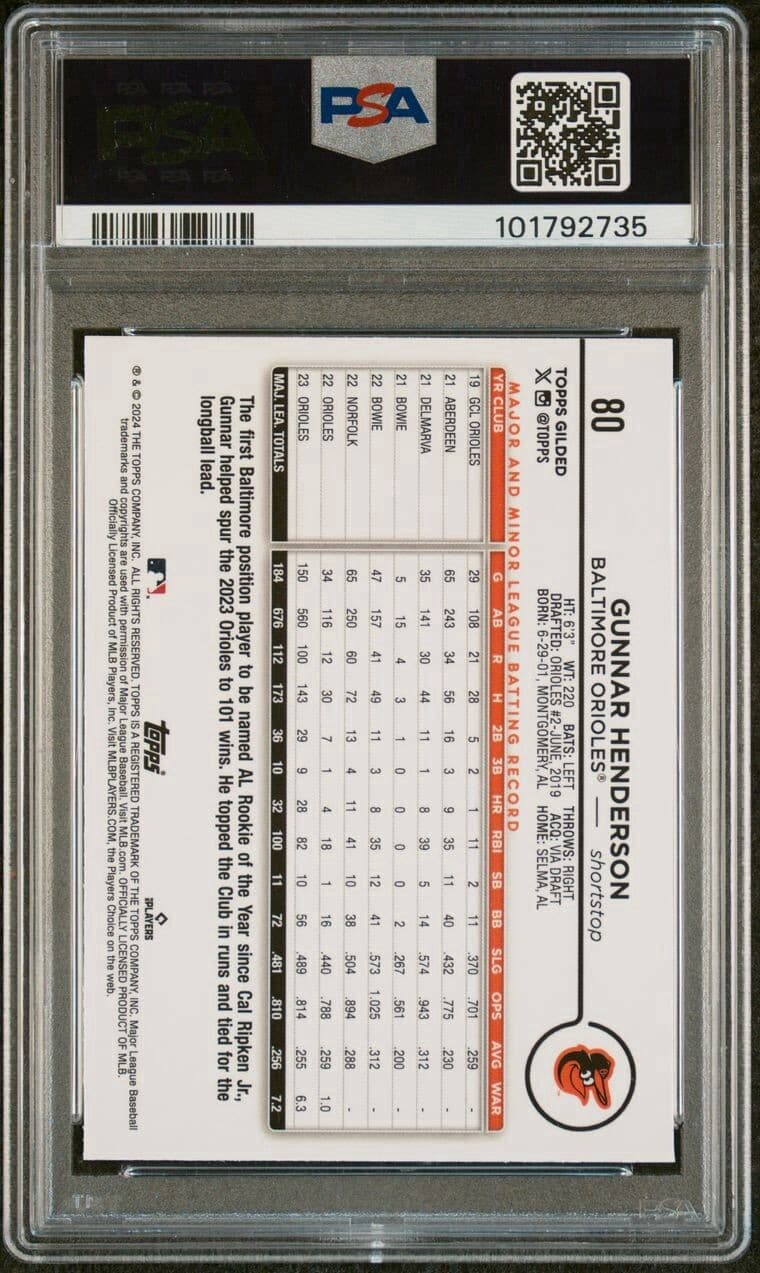 PSA
101792735
80
GUNNAR HENDERSON
BALTIMORE ORIOLES® — shortstop
TOPPS GILDED
@TOPPS
HT: 6'3" WT: 220 BATS: LEFT THROWS: RIGHT
DRAFTED: ORIOLES #2-JUNE, 2019 ACQ: VIA DRAFT
BORN: 6-29-01, MONTGOMERY, AL HOME: SELMA, AL
MAJOR AND MINOR LEAGUE BATTING RECORD
YR CLUB G AB R H 2B 3B HR RBI SB BB SLG OPS AVG WAR
19 GCL ORIOLES 29 108 21 28 5 2 1 11 2 11 .370 .701 .259 -
21 ABERDEEN 65 243 34 56 16 3 9 35 11 40 .432 .775 .230 -
21 DELMARVA 35 141 30 44 11 1 8 39 5 14 .574 .943 .312 -
21 BOWIE 5 15 4 3 1 0 0 0 0 2 .267 .561 .200 -
22 BOWIE 47 157 41 49 11 3 8 35 12 41 .573 1.025 .312 -
22 NORFOLK 65 250 60 72 13 4 11 41 10 38 .504 .894 .288 -
22 ORIOLES 34 116 12 30 7 1 4 18 1 16 .440 .788 .259 1.0
23 ORIOLES 150 560 100 143 29 9 28 82 10 56 .489 .814 .255 6.3
MAJ. LEA. TOTALS 184 676 112 173 36 10 32 100 11 72 .481 .810 .256 7.2
The first Baltimore position player to be named AL Rookie of the Year since Cal Ripken Jr.,
Gunnar helped spur the 2023 Orioles to 101 wins. He topped the Club in runs and tied for the
longball lead.
topps®
PLAYERS
® & © 2024 THE TOPPS COMPANY, INC. ALL RIGHTS RESERVED. TOPPS IS A REGISTERED TRADEMARK OF THE TOPPS COMPANY, INC. Major League Baseball
trademarks and copyrights are used with permission of Major League Baseball. Visit MLB.com. OFFICIALLY LICENSED PRODUCT OF MLB.
Officially Licensed Product of MLB Players, Inc. Visit MLBPLAYERS.COM, the Players Choice on the web.
PSA